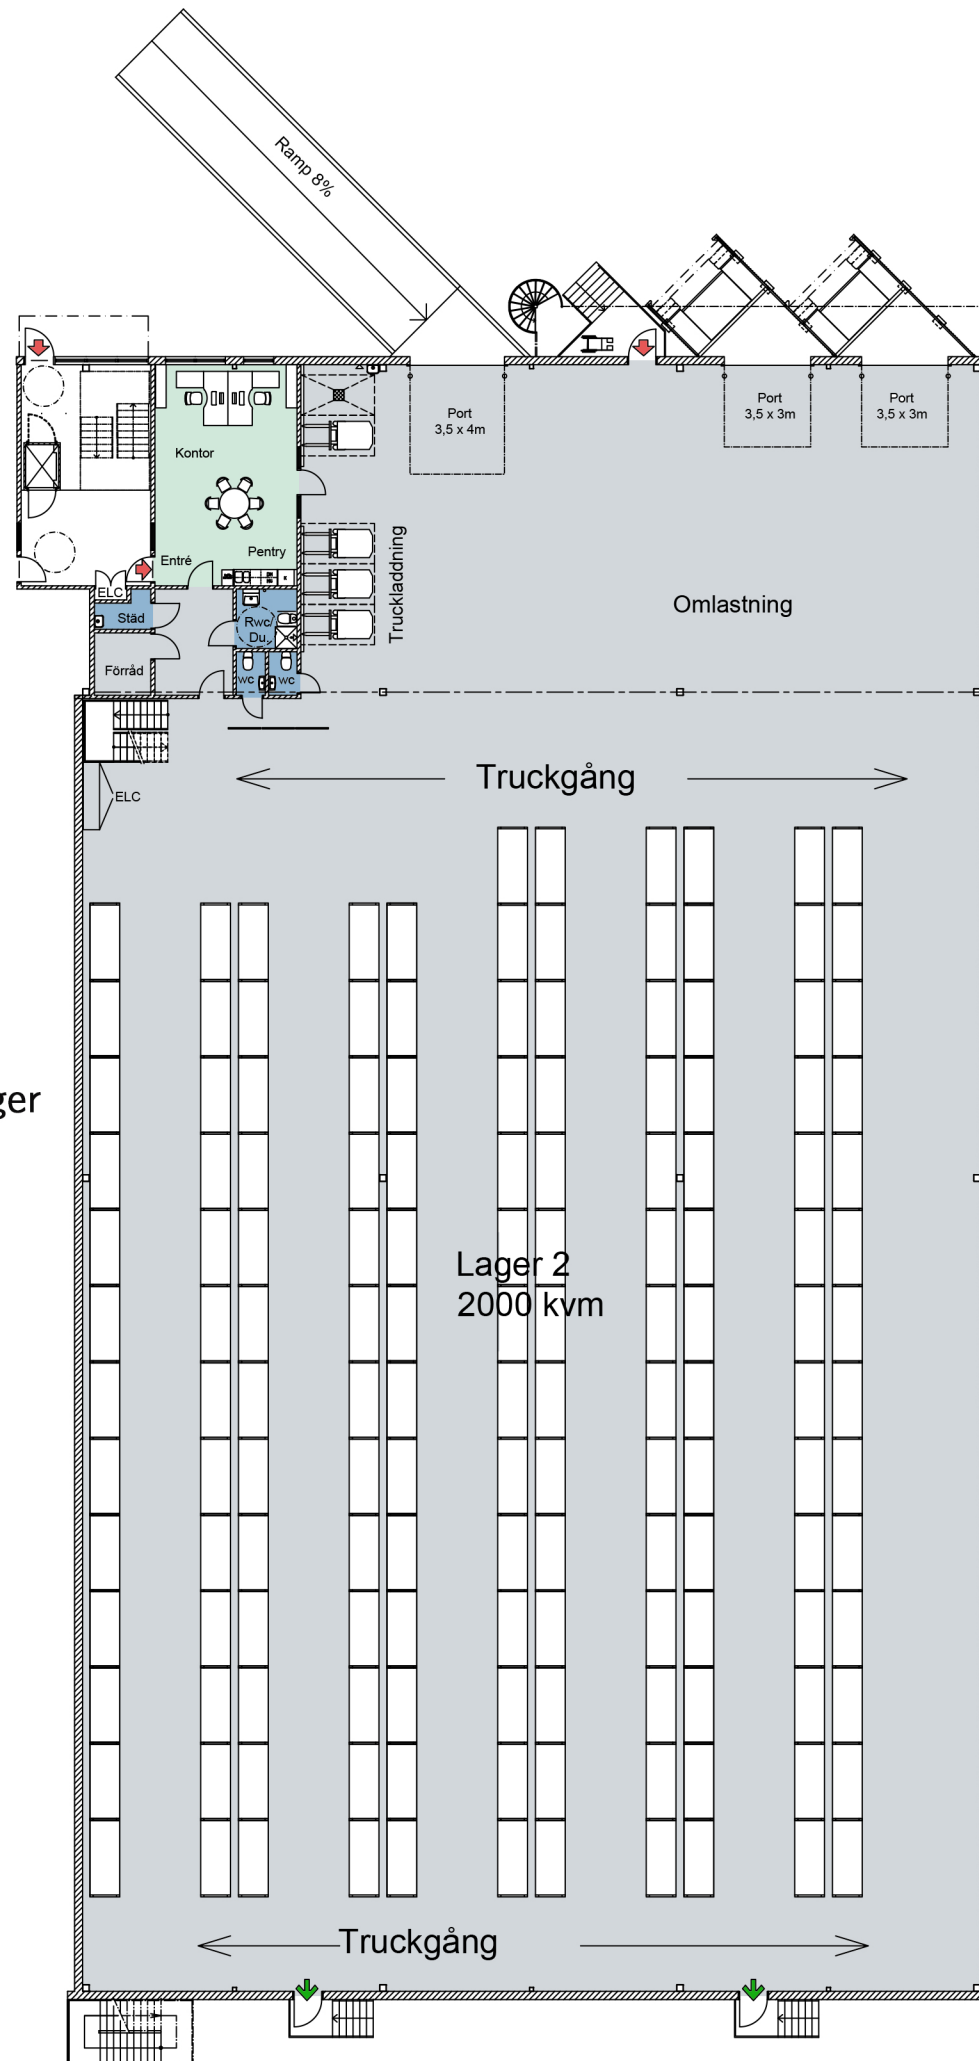 Ramp 8%
Port
3,5 x 4m
Port
3,5 x 3m
Port
3,5 x 3m
Kontor
Entré
Pentry
Truckladdning
Omlastning
ELC
Städ
Rwc/
Du.
Förråd
wc
wc
Truckgång
ELC
ger
Lager 2
2000 kvm
Truckgång